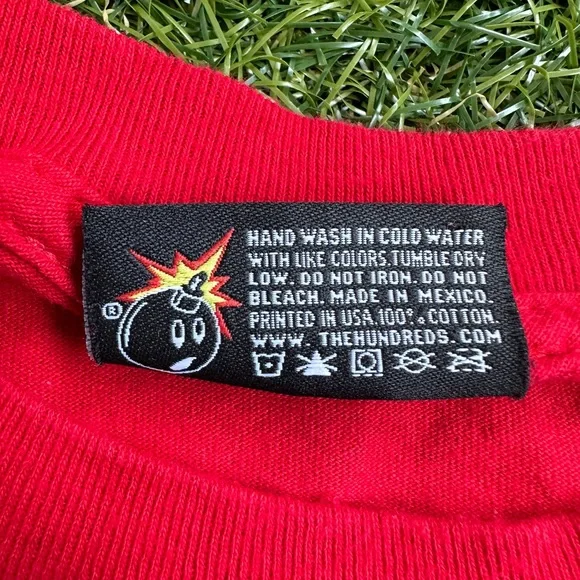 HAND WASH IN COLD WATER
WITH LIKE COLORS. TUMBLE DRY
LOW. DO NOT IRON. DO NOT
BLEACH. MADE IN MEXICO.
PRINTED IN USA. 100% COTTON
WWW. THEHUNDREDS. COM
®